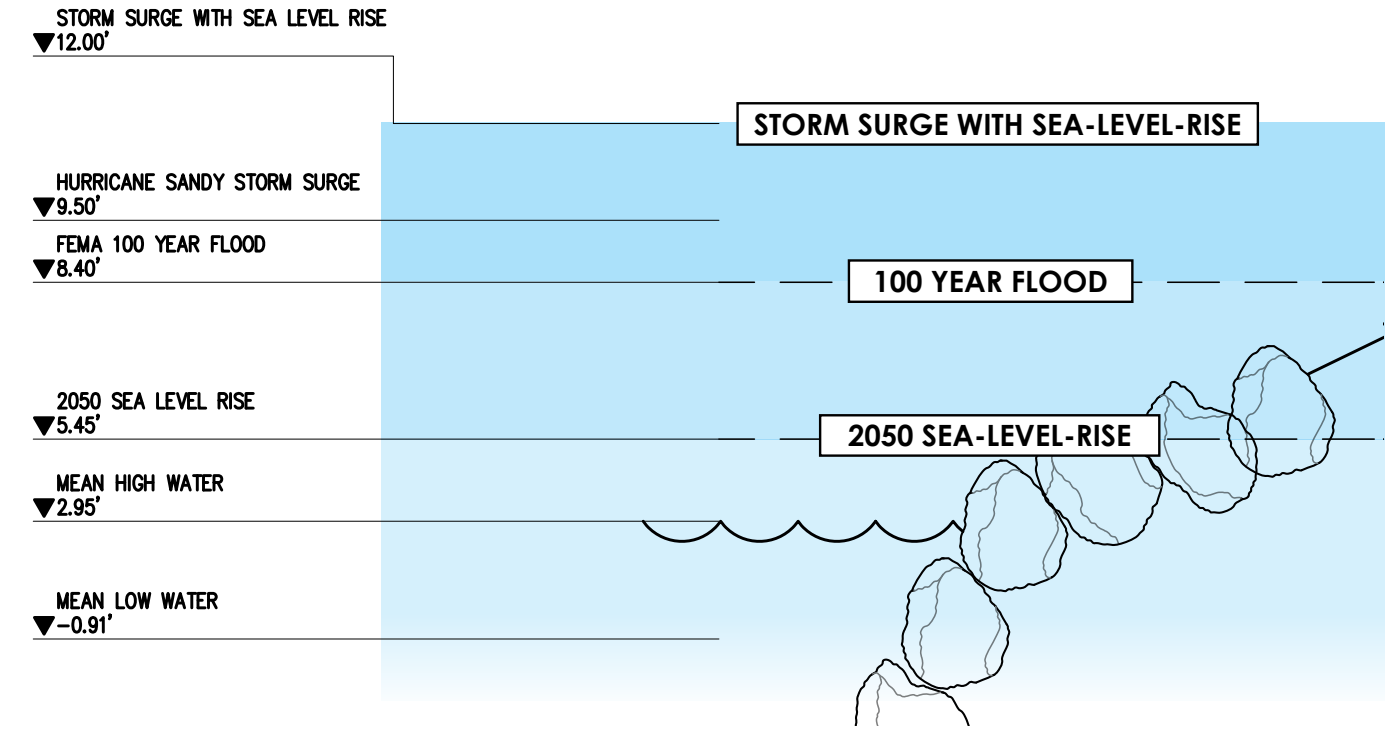 STORM SURGE WITH SEA LEVEL RISE
12.00'
STORM SURGE WITH SEA-LEVEL-RISE
HURRICANE SANDY STORM SURGE
9.50'
FEMA 100 YEAR FLOOD
8.40'
100 YEAR FLOOD
2050 SEA LEVEL RISE
5.45'
2050 SEA-LEVEL-RISE
MEAN HIGH WATER
2.95'
MEAN LOW WATER
-0.91'